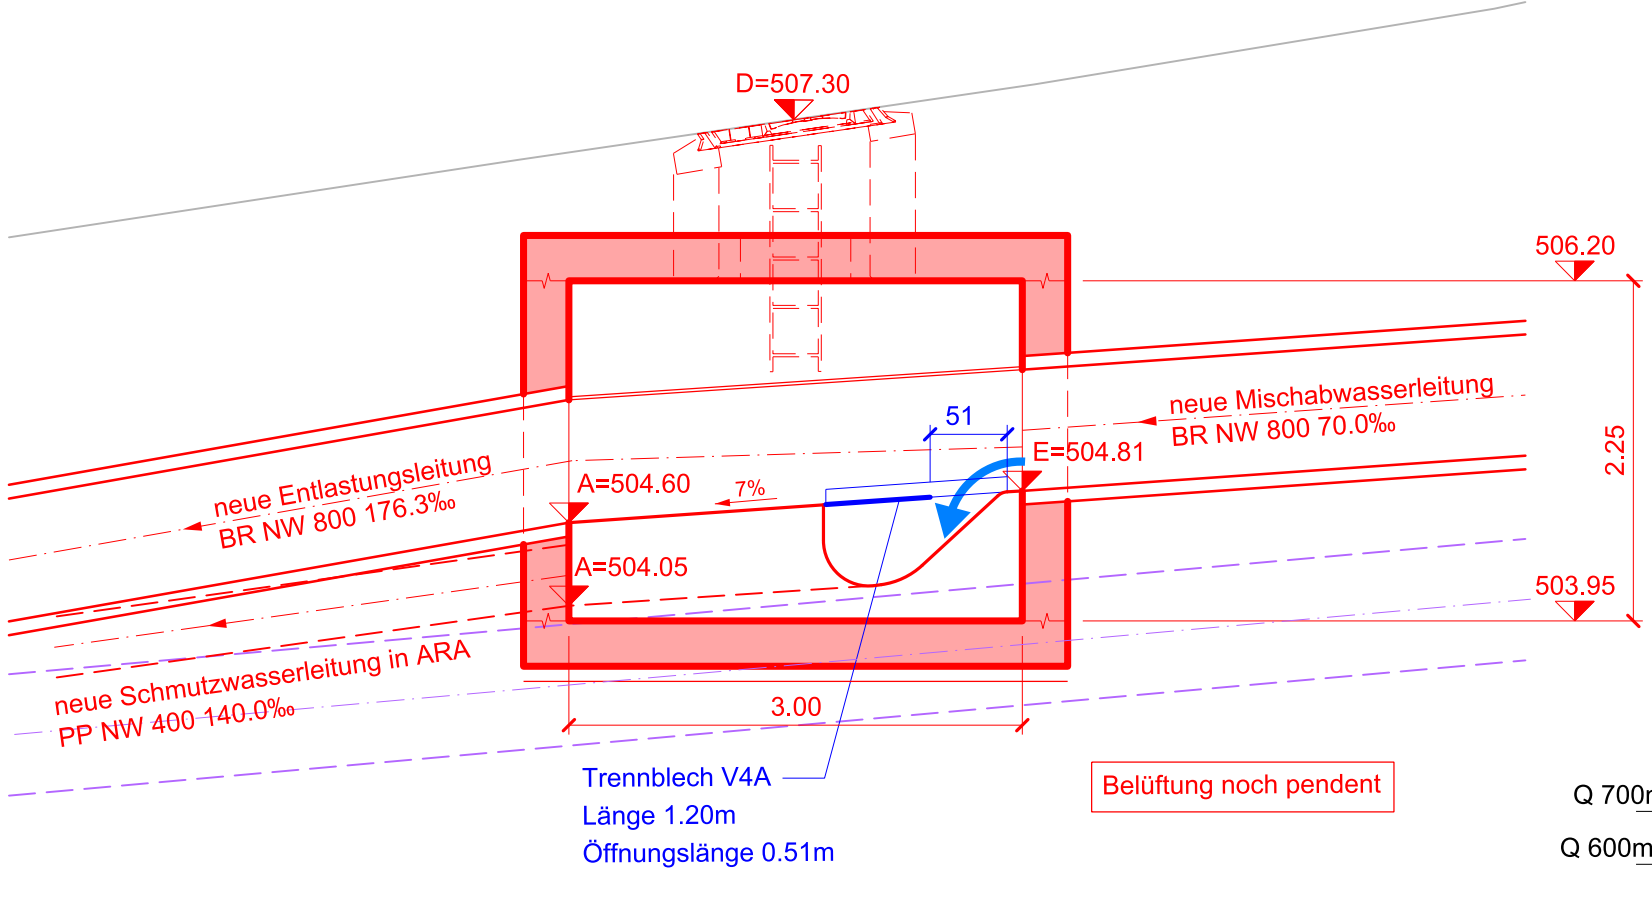 D=507.30
506.20
neue Mischabwasserleitung
BR NW 800 70.0‰
51
E=504.81
2.25
neue Entlastungsleitung
BR NW 800 176.3‰
A=504.60
7%
A=504.05
503.95
neue Schmutzwasserleitung in ARA
PP NW 400 140.0‰
3.00
Trennblech V4A
Länge 1.20m
Öffnungslänge 0.51m
Belüftung noch pendent
Q 700
Q 600m